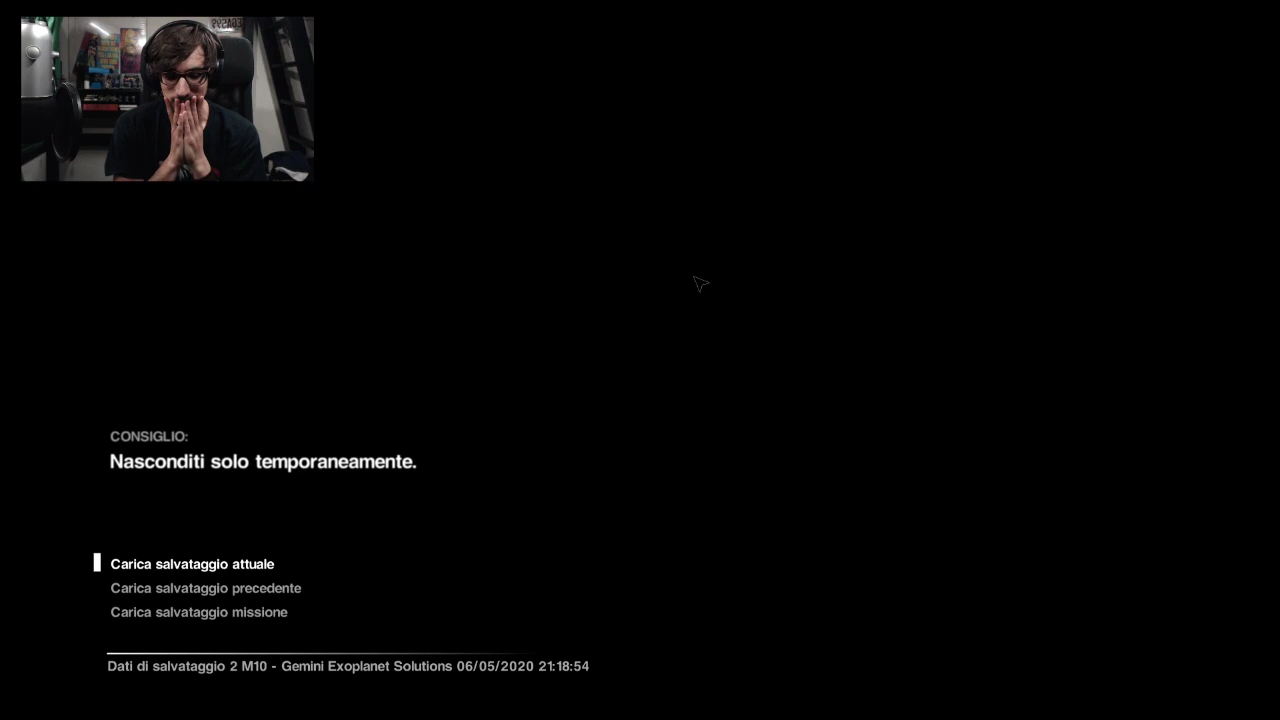 CONSIGLIO:
Nasconditi solo temporaneamente.
Carica salvataggio attuale
Carica salvataggio precedente
Carica salvataggio missione
Dati di salvataggio 2 M10 - Gemini Exoplanet Solutions 06/05/2020 21:18:54